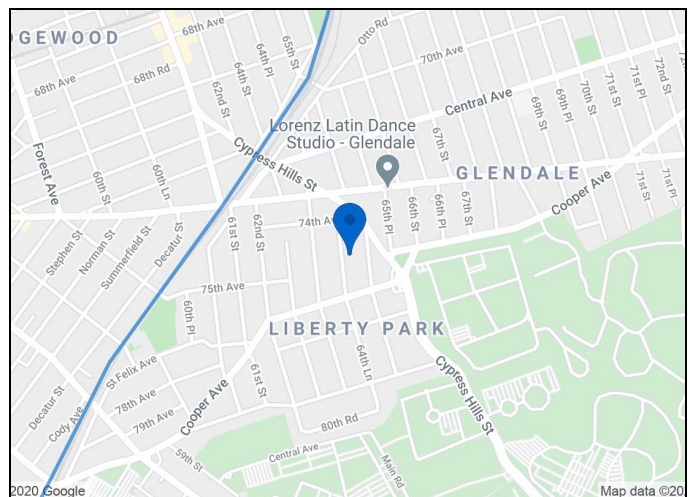 DGEWOOD
68th Ave
65th St
64th Pl
Otto Rd
70th Ave
71st Pl
72nd St
68th Rd
64th St
68th Ave
62nd St
Central Ave
71st St
70th St
69th Pl
69th St
Lorenz Latin Dance
Studio - Glendale
67th St
Forest Ave
Cypress Hills St
GLENDALE
60th St
60th Ln
Cooper Ave
71st Pl
71st St
65th Pl
66th St
66th Pl
67th St
74th Ave
61st St
62nd St
Stephen St
Norman St
Summerfield St
Decatur St
75th Ave
60th Pl
LIBERTY PARK
64th Ln
Cypress Hills St
St Felix Ave
61st St
Cooper Ave
78th Ave
79th Ave
Decatur St
Cody Ave
80th Rd
59th St
Central Ave
Main Rd
2020 Google
Map data ©20